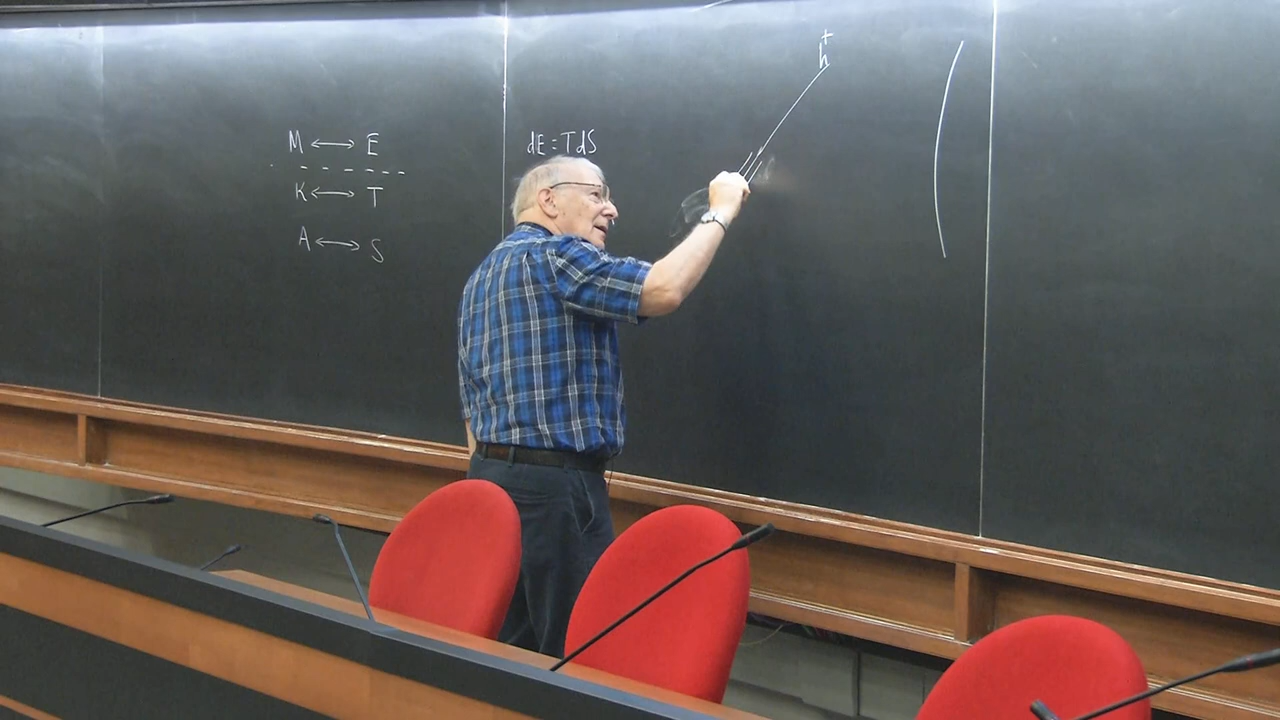 M ⟷ E
K ⟷ T
A ⟷ S
dE = TdS
h⁺